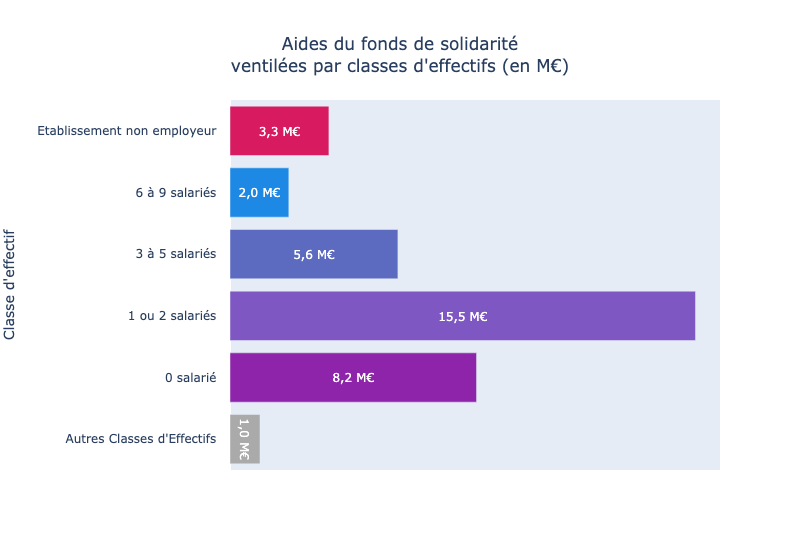 Aides du fonds de solidarité
ventilées par classes d'effectifs (en M€)
Classe d'effectif
Etablissement non employeur
3,3 M€
6 à 9 salariés
2,0 M€
3 à 5 salariés
5,6 M€
1 ou 2 salariés
15,5 M€
0 salarié
8,2 M€
Autres Classes d'Effectifs
1,0 M€